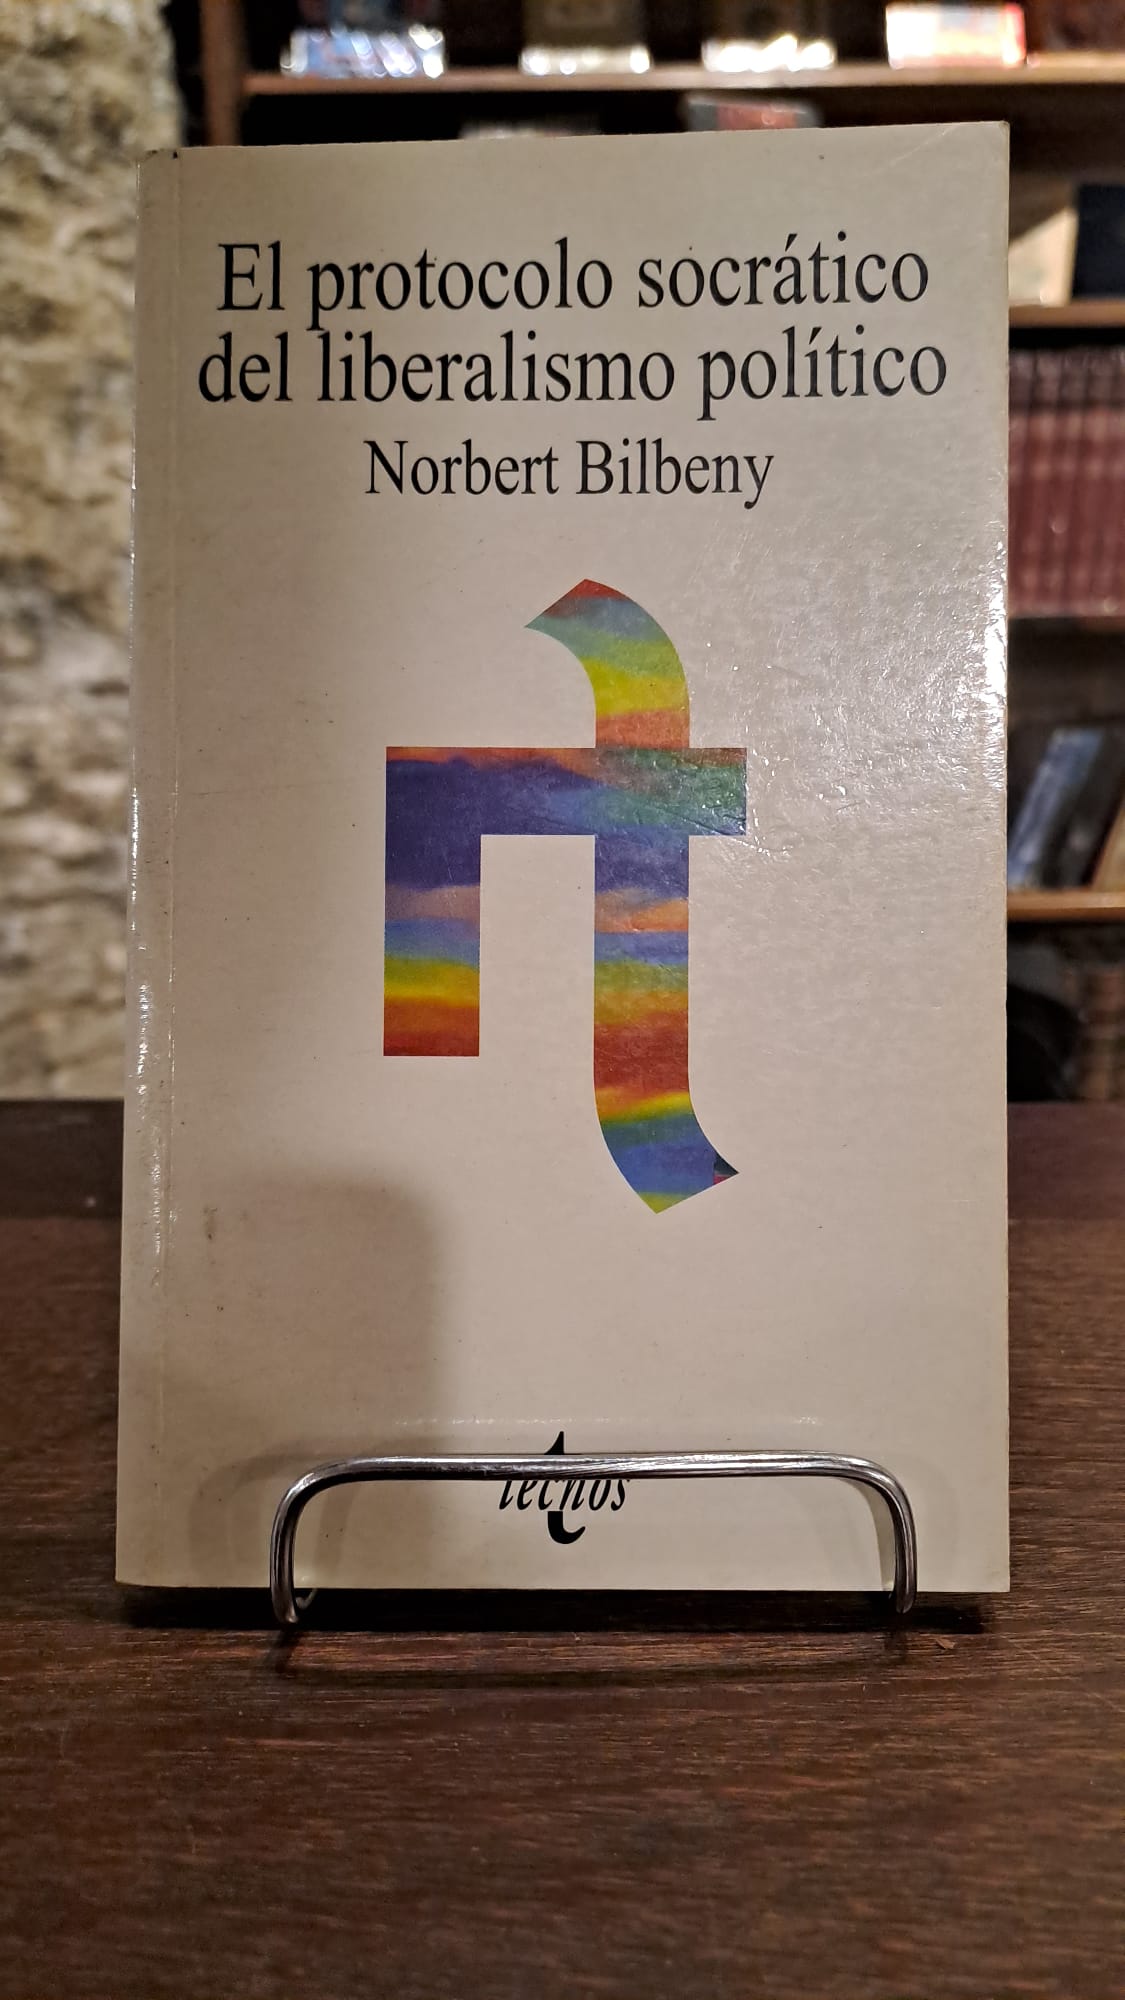 El protocolo socrático
del liberalismo político
Norbert Bilbeny
tecnos